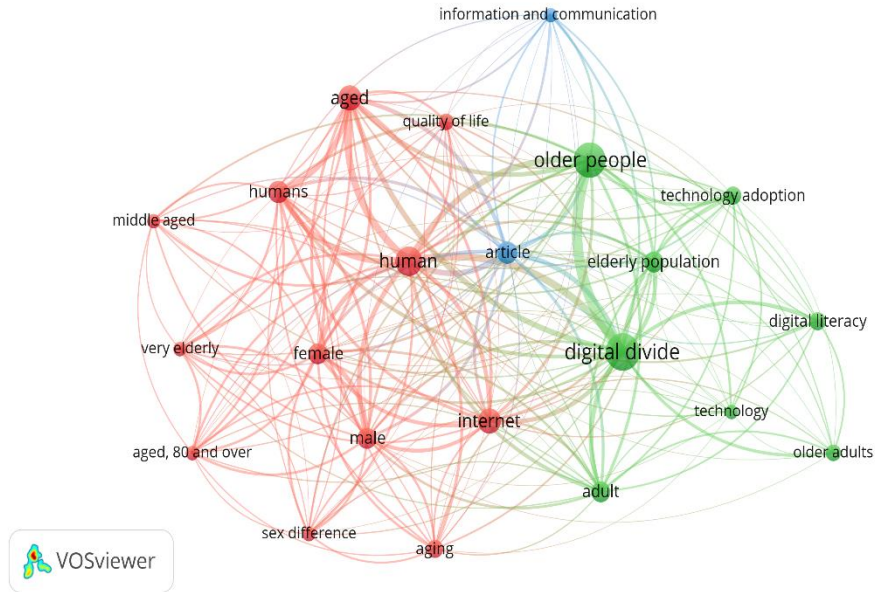 information and communication
aged
quality of life
older people
humans
technology adoption
middle aged
article
human
elderly population
digital literacy
very elderly
female
digital divide
technology
internet
male
aged, 80 and over
older adults
adult
sex difference
aging
VOSviewer